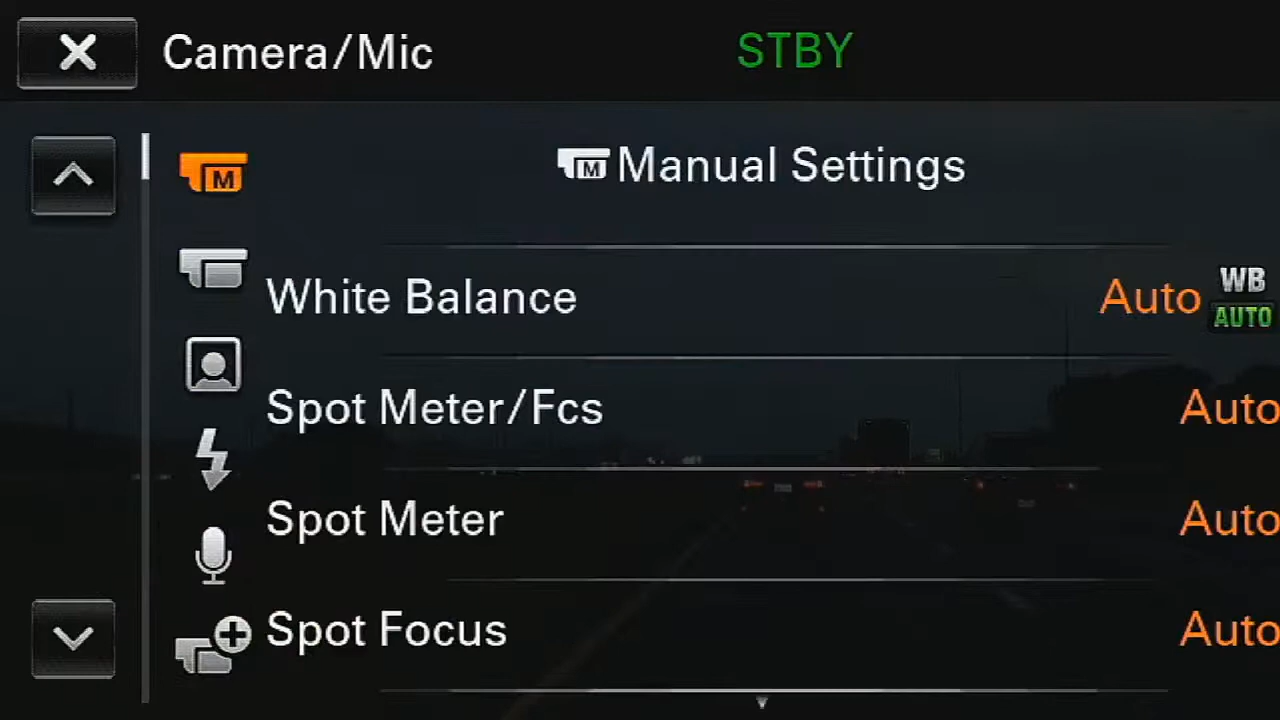 Camera/Mic STBY
M
M Manual Settings
White Balance Auto WB AUTO
Spot Meter/Fcs Auto
Spot Meter Auto
Spot Focus Auto